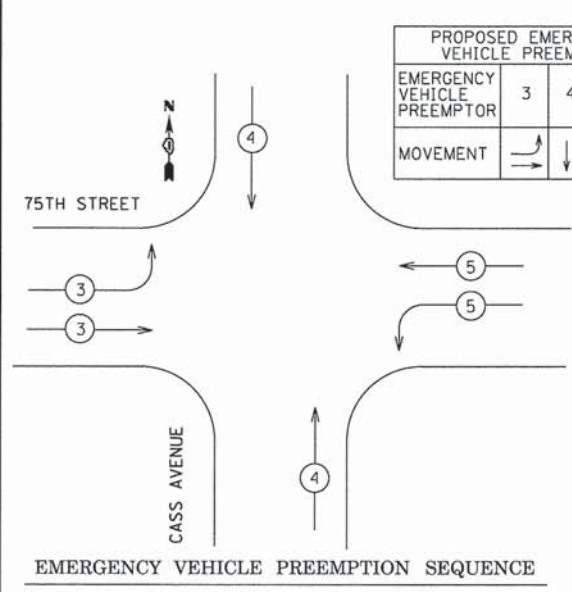 PROPOSED EMER
VEHICLE PREEM
EMERGENCY
VEHICLE
PREEMPTOR
3
4
MOVEMENT
N
4
75TH STREET
3
5
3
5
4
CASS AVENUE
EMERGENCY VEHICLE PREEMPTION SEQUENCE